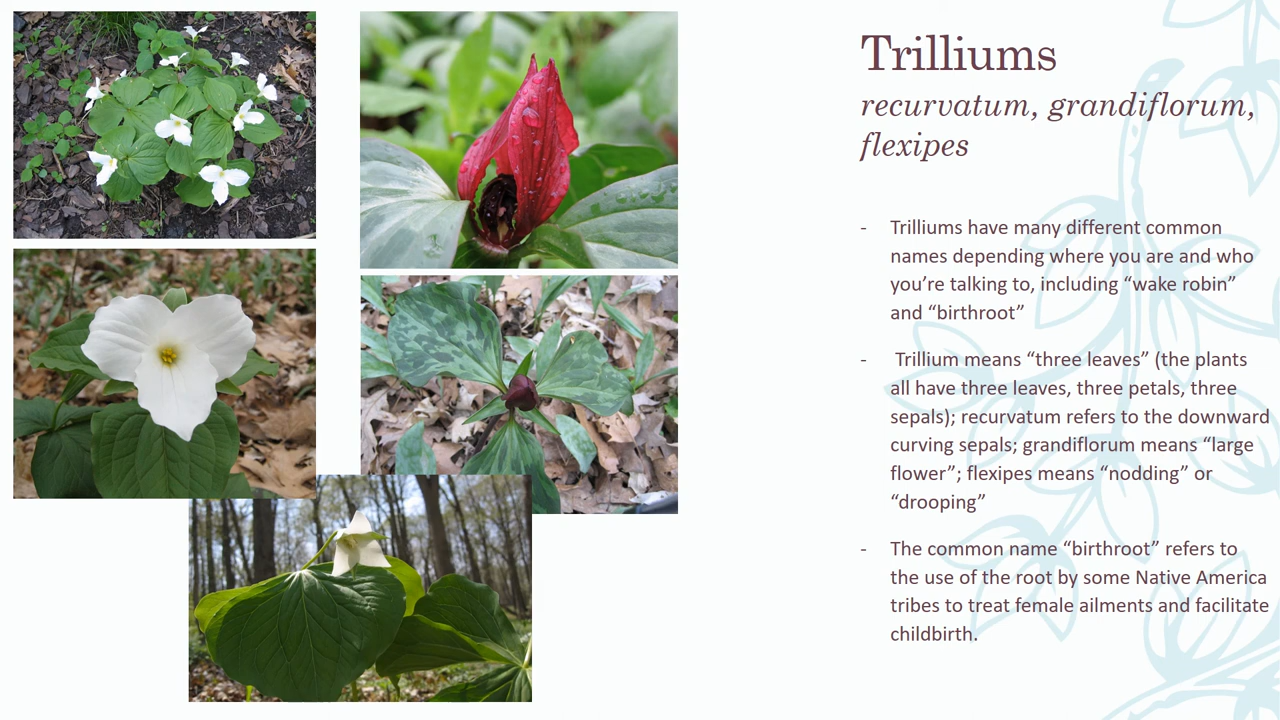 Trilliums
recurvatum, grandiflorum,
flexipes
- Trilliums have many different common
names depending where you are and who
you’re talking to, including “wake robin”
and “birthroot”
- Trillium means “three leaves” (the plants
all have three leaves, three petals, three
sepals); recurvatum refers to the downward
curving sepals; grandiflorum means “large
flower”; flexipes means “nodding” or
“drooping”
- The common name “birthroot” refers to
the use of the root by some Native America
tribes to treat female ailments and facilitate
childbirth.